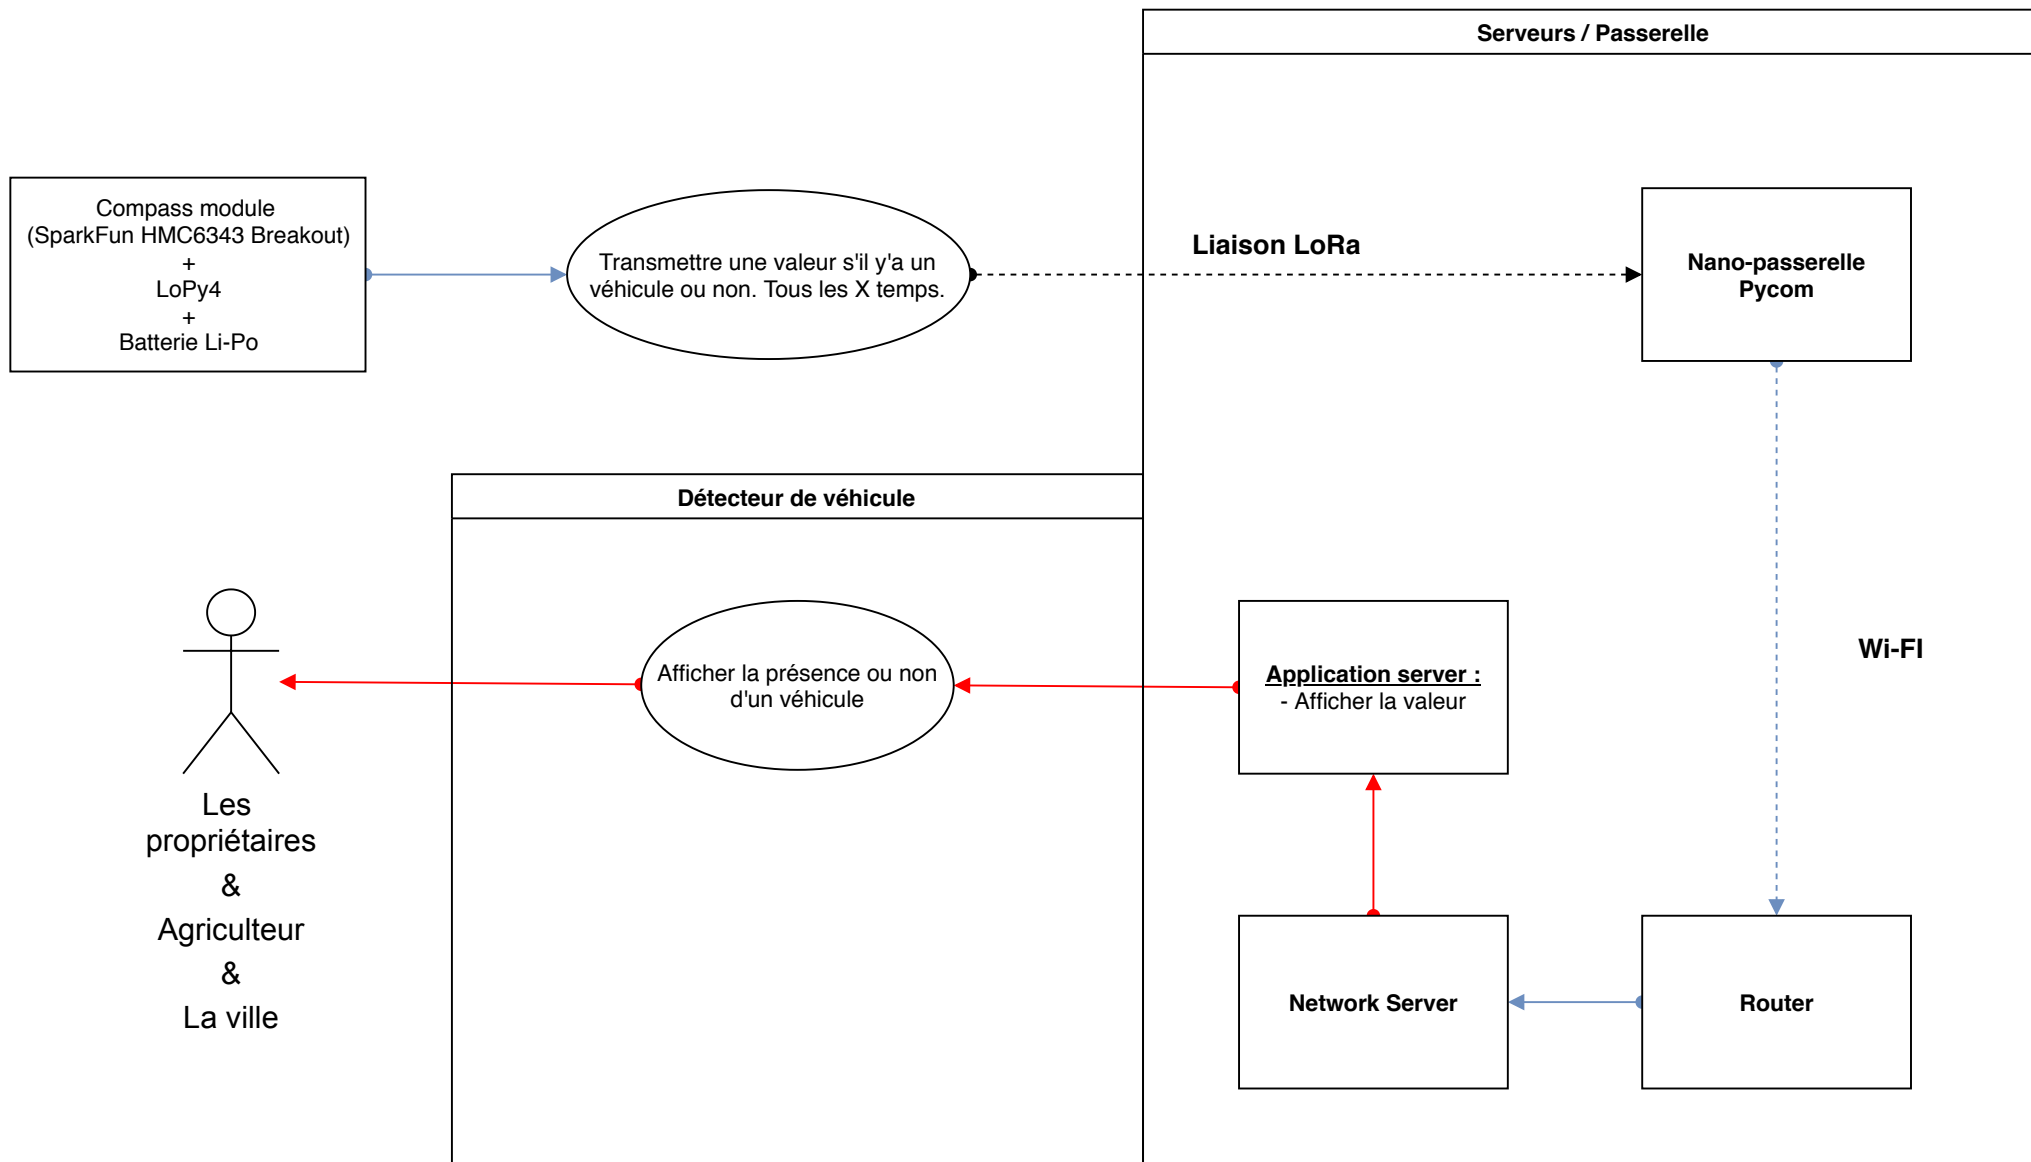 Serveurs / Passerelle
Compass module
(SparkFun HMC6343 Breakout)
+
LoPy4
+
Batterie Li-Po
Transmettre une valeur s'il y'a un
véhicule ou non. Tous les X temps.
Liaison LoRa
Nano-passerelle
Pycom
Détecteur de véhicule
Wi-FI
Afficher la présence ou non
d'un véhicule
Application server :
- Afficher la valeur
Les
propriétaires
&
Agriculteur
&
La ville
Network Server
Router